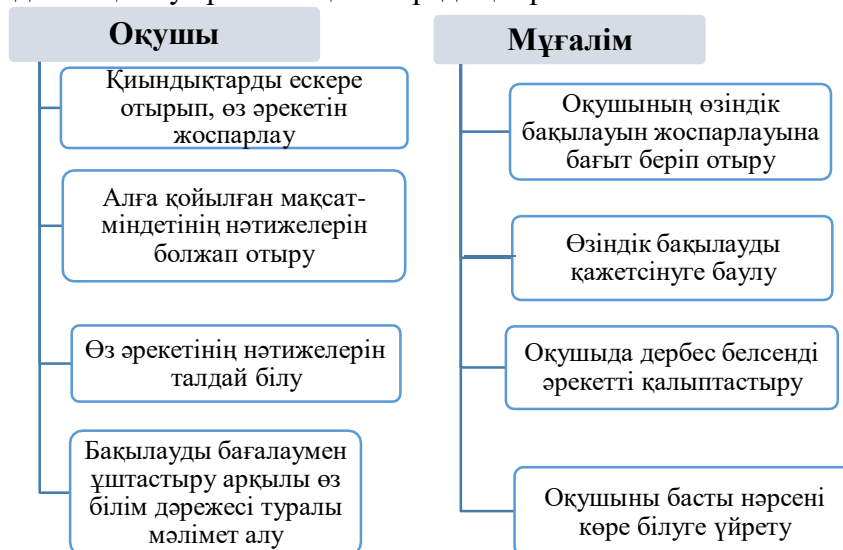 Оқушы
Қиындықтарды ескере
отырып, өз әрекетін
жоспарлау
Алға қойылған мақсат-
міндетінің нәтижелерін
болжап отыру
Өз әрекетінің нәтижелерін
талдай білу
Бақылауды бағалаумен
ұштастыру арқылы өз
білім дәрежесі туралы
мәлімет алу
Мұғалім
Оқушының өзіндік
бақылауын жоспарлауына
бағыт беріп отыру
Өзіндік бақылауды
қажетсінуге баулу
Оқушыда дербес белсенді
әрекетті қалыптастыру
Оқушыны басты нәрсені
көре білуге үйрету